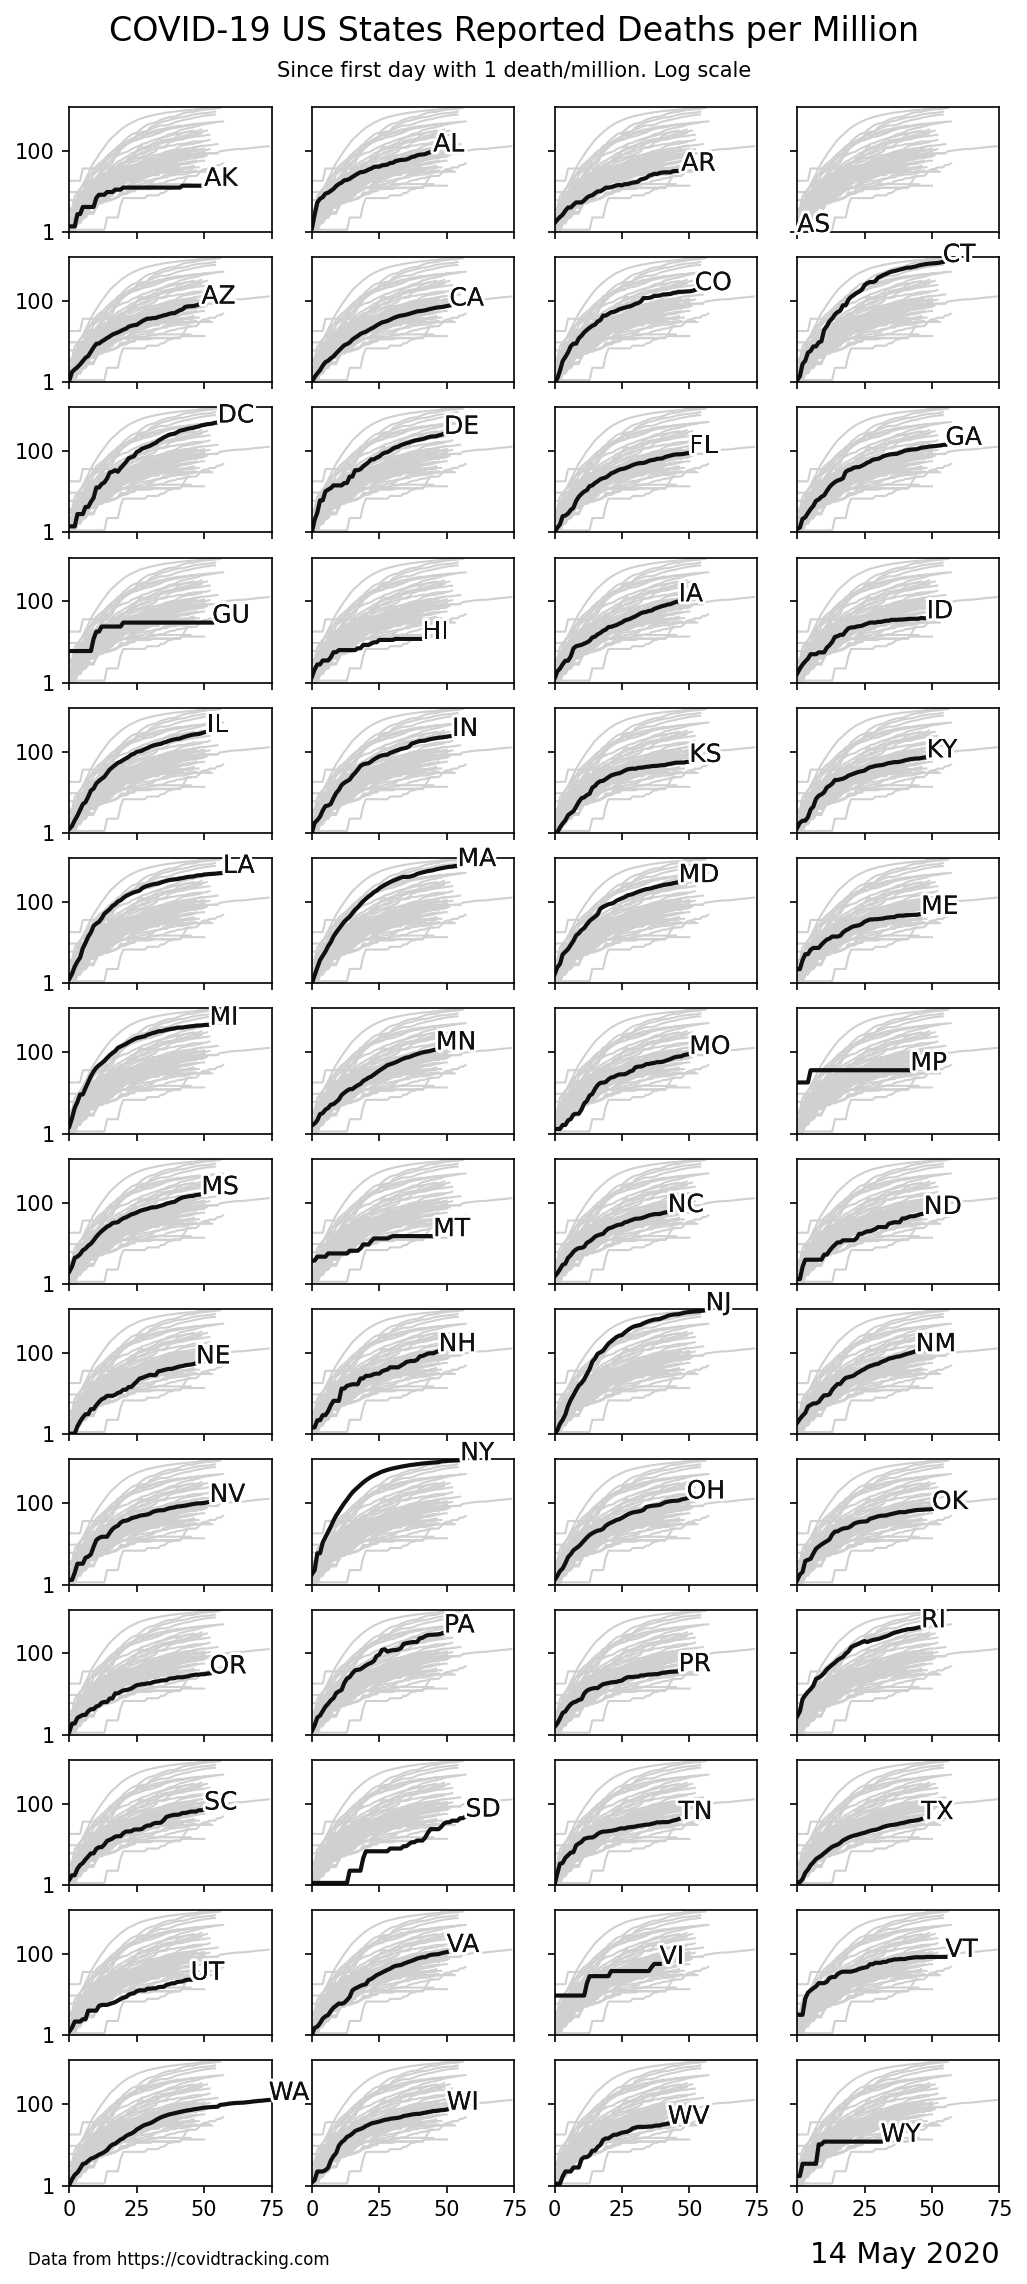 COVID-19 US States Reported Deaths per Million
Since first day with 1 death/million. Log scale
100
1
AK
AL
AR
AS
100
1
AZ
CA
CO
CT
100
1
DC
DE
FL
GA
100
1
GU
HI
IA
ID
100
1
IL
IN
KS
KY
100
1
LA
MA
MD
ME
100
1
MI
MN
MO
MP
100
1
MS
MT
NC
ND
100
1
NE
NH
NJ
NM
100
1
NV
NY
OH
OK
100
1
OR
PA
PR
RI
100
1
SC
SD
TN
TX
100
1
UT
VA
VI
VT
100
1
WA
WI
WV
WY
0 25 50 75 0 25 50 75 0 25 50 75 0 25 50 75
Data from https://covidtracking.com
14 May 2020